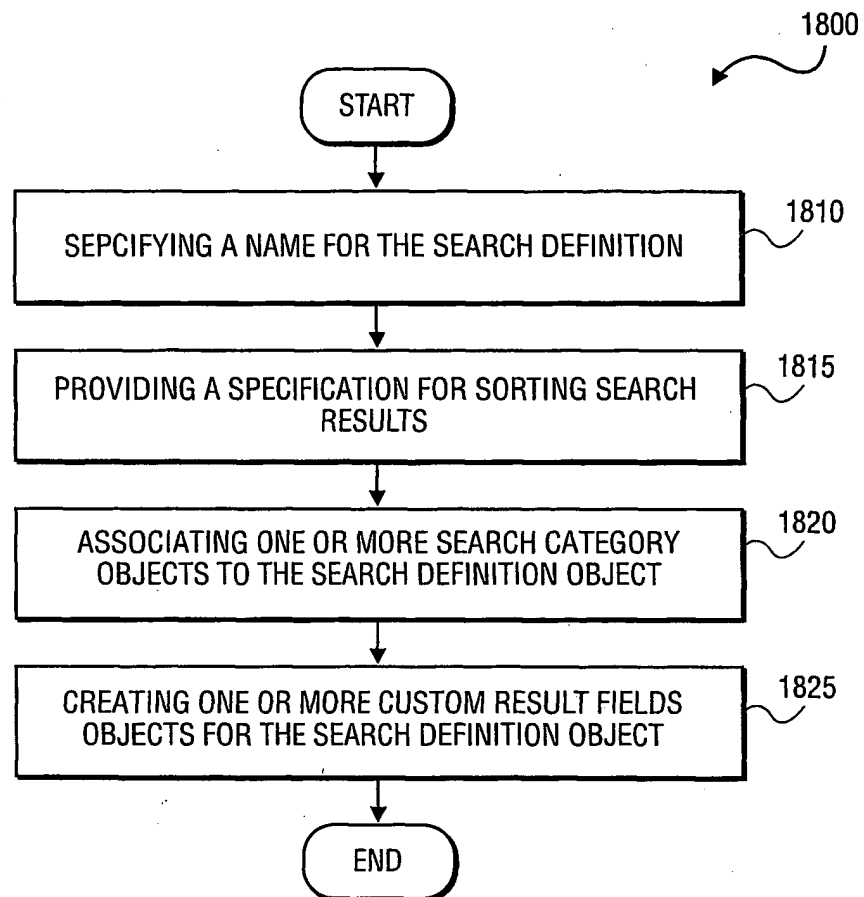 1800
START
SEPCIFYING A NAME FOR THE SEARCH DEFINITION
1810
PROVIDING A SPECIFICATION FOR SORTING SEARCH
RESULTS
1815
ASSOCIATING ONE OR MORE SEARCH CATEGORY
OBJECTS TO THE SEARCH DEFINITION OBJECT
1820
CREATING ONE OR MORE CUSTOM RESULT FIELDS
OBJECTS FOR THE SEARCH DEFINITION OBJECT
1825
END